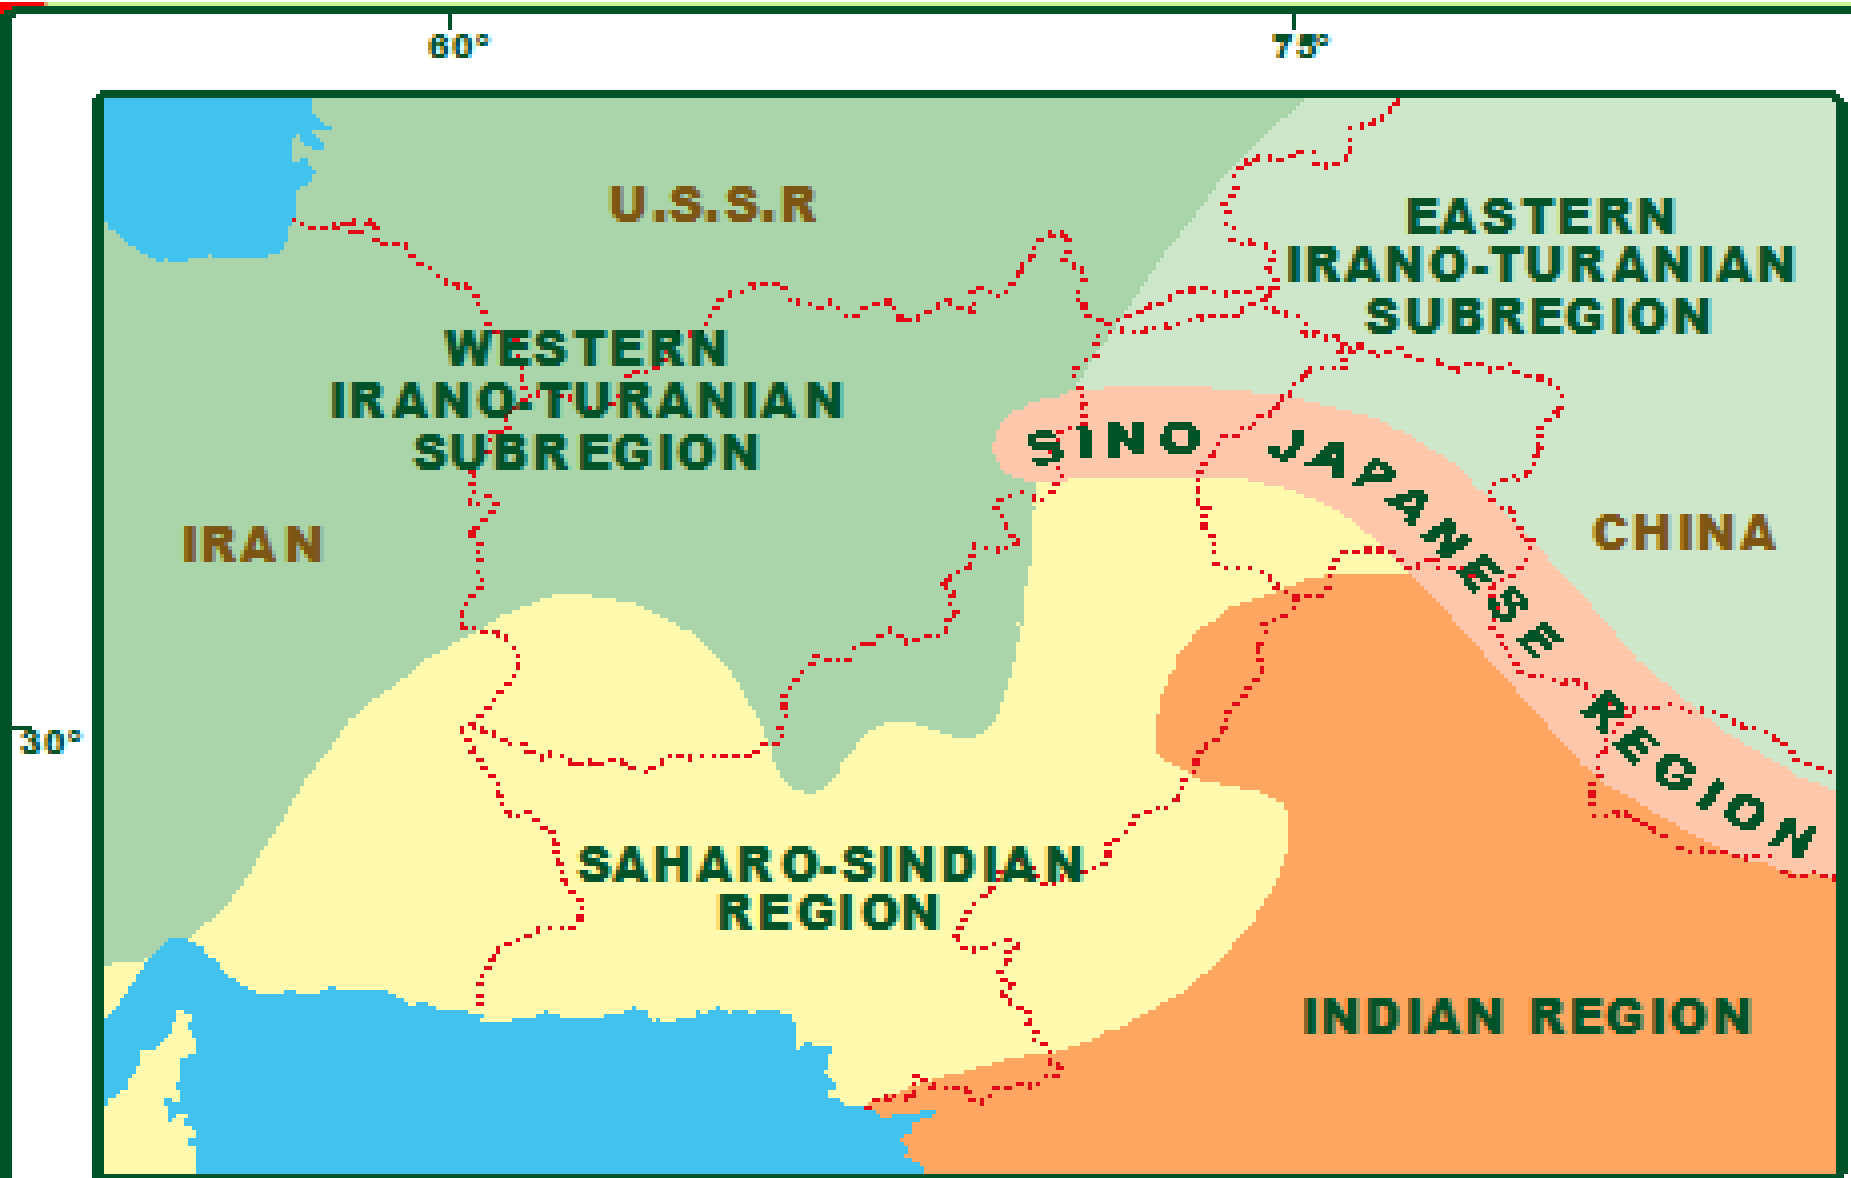 60°
75°
U.S.S.R
EASTERN
IRANO-TURANIAN
SUBREGION
WESTERN
IRANO-TURANIAN
SUBREGION
SINO JAPANESE REGION
IRAN
CHINA
30°
SAHARO-SINDIAN
REGION
INDIAN REGION